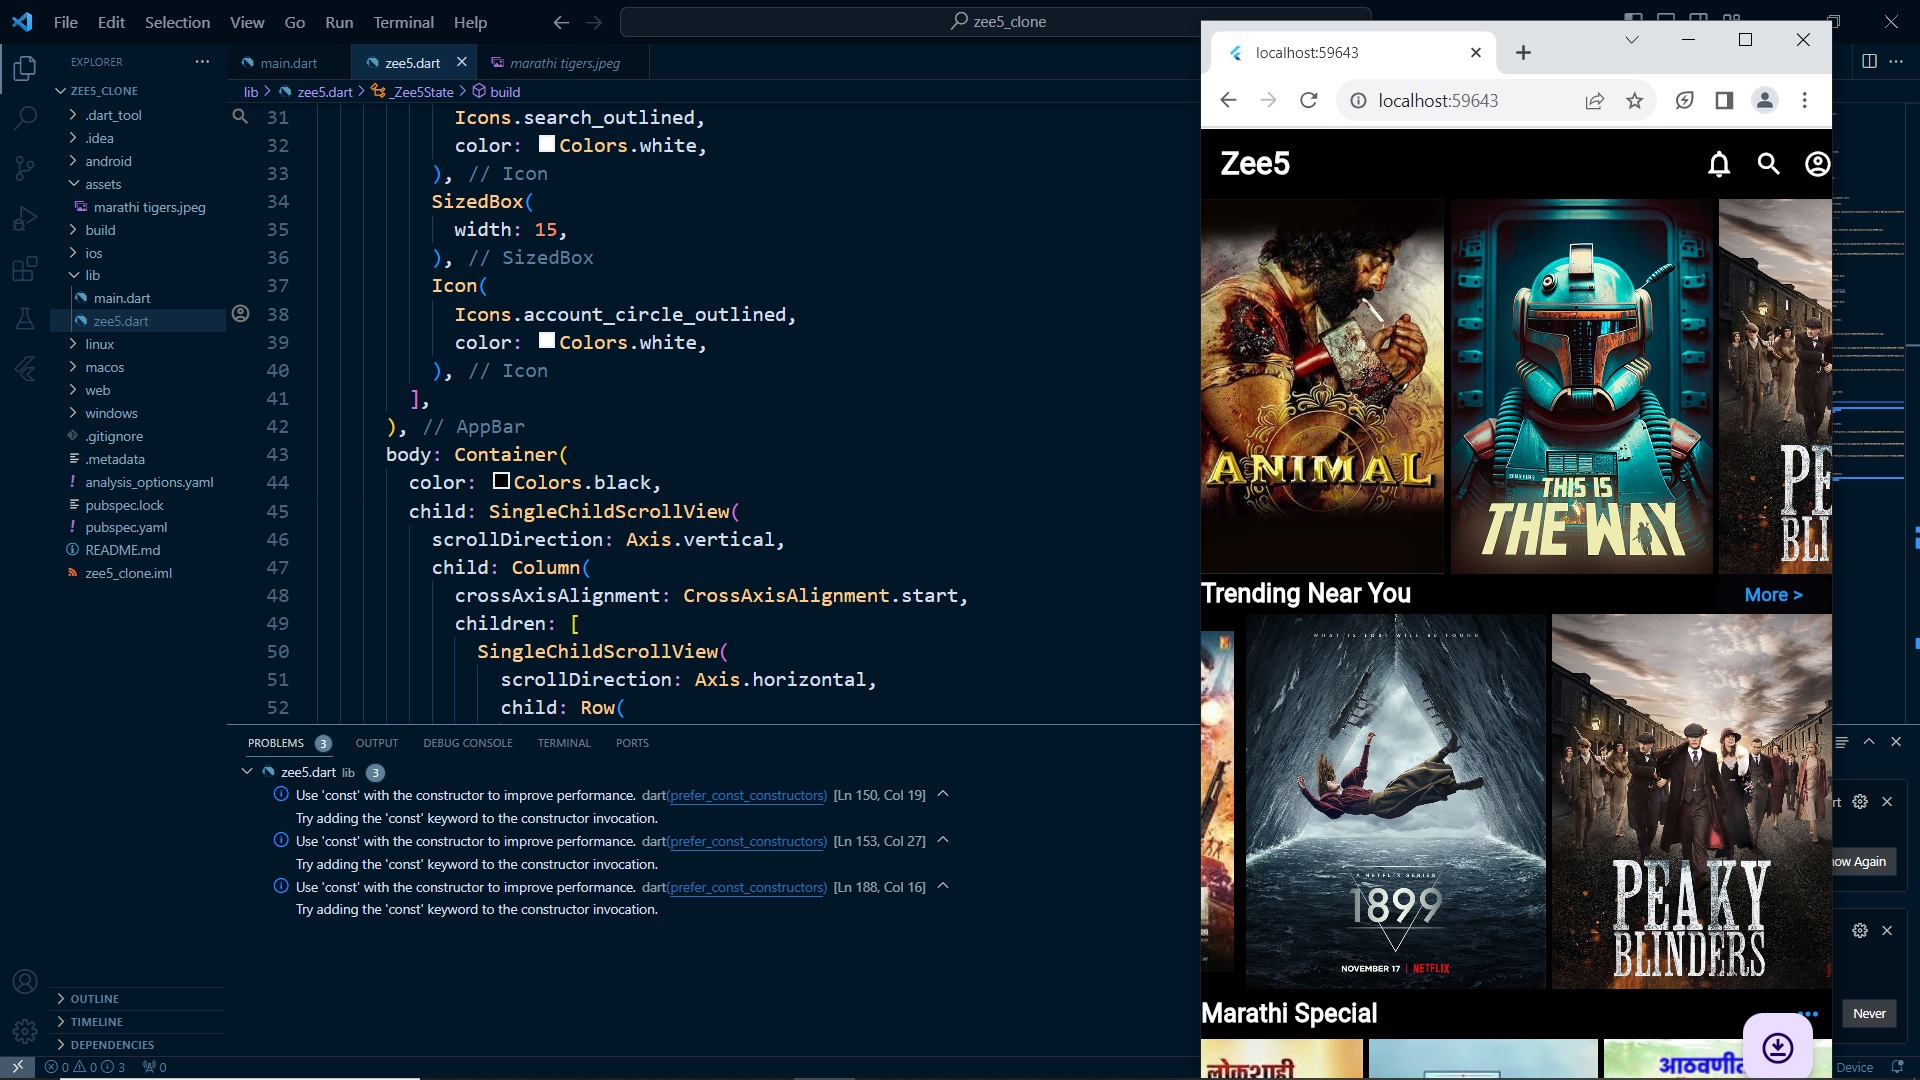 File Edit Selection View Go Run Terminal Help
zee5_clone
EXPLORER
ZEE5_CLONE
.dart_tool
.idea
android
assets
marathi tigers.jpeg
build
ios
lib
main.dart
zee5.dart
linux
macos
web
windows
.gitignore
.metadata
analysis_options.yaml
pubspec.lock
pubspec.yaml
README.md
zee5_clone.iml
OUTLINE
TIMELINE
DEPENDENCIES
main.dart zee5.dart marathi tigers.jpeg
lib > zee5.dart > _Zee5State > build
31 Icons.search_outlined,
32 color: Colors.white,
33 ), // Icon
34 SizedBox(
35 width: 15,
36 ), // SizedBox
37 Icon(
38 Icons.account_circle_outlined,
39 color: Colors.white,
40 ), // Icon
41 ],
42 ), // AppBar
43 body: Container(
44 color: Colors.black,
45 child: SingleChildScrollView(
46 scrollDirection: Axis.vertical,
47 child: Column(
48 crossAxisAlignment: CrossAxisAlignment.start,
49 children: [
50 SingleChildScrollView(
51 scrollDirection: Axis.horizontal,
52 child: Row(
PROBLEMS 3 OUTPUT DEBUG CONSOLE TERMINAL PORTS
zee5.dart lib 3
Use 'const' with the constructor to improve performance. dart(prefer_const_constructors) [Ln 150, Col 19]
Try adding the 'const' keyword to the constructor invocation.
Use 'const' with the constructor to improve performance. dart(prefer_const_constructors) [Ln 153, Col 27]
Try adding the 'const' keyword to the constructor invocation.
Use 'const' with the constructor to improve performance. dart(prefer_const_constructors) [Ln 188, Col 16]
Try adding the 'const' keyword to the constructor invocation.
0 0 3 0
localhost:59643
localhost:59643
Zee5
ANIMAL
THIS IS
THE WAY
PE
BLI
Trending Near You
More >
WHAT IS LOST WILL BE FOUND
A NETFLIX SERIES
1899
NOVEMBER 17 | NETFLIX
PEAKY
BLINDERS
Marathi Special
लोकशाही
rt
ow Again
Never
Device